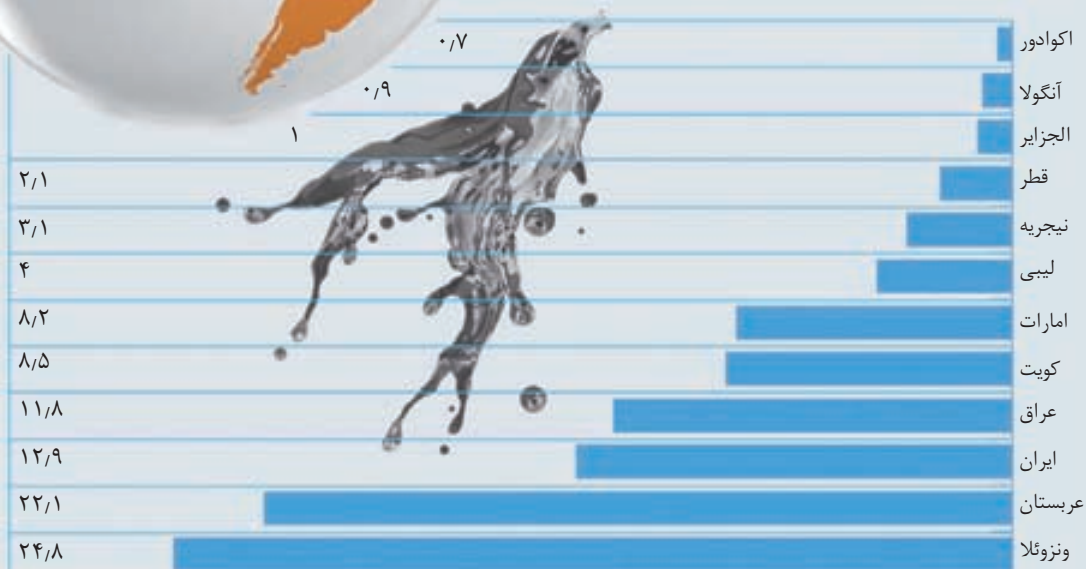 اکوادور ۰٫۷
آنگولا ۰٫۹
الجزایر ۱
قطر ۲٫۱
نیجریه ۳٫۱
لیبی ۴
امارات ۸٫۲
کویت ۸٫۵
عراق ۱۱٫۸
ایران ۱۲٫۹
عربستان ۲۲٫۱
ونزوئلا ۲۴٫۸